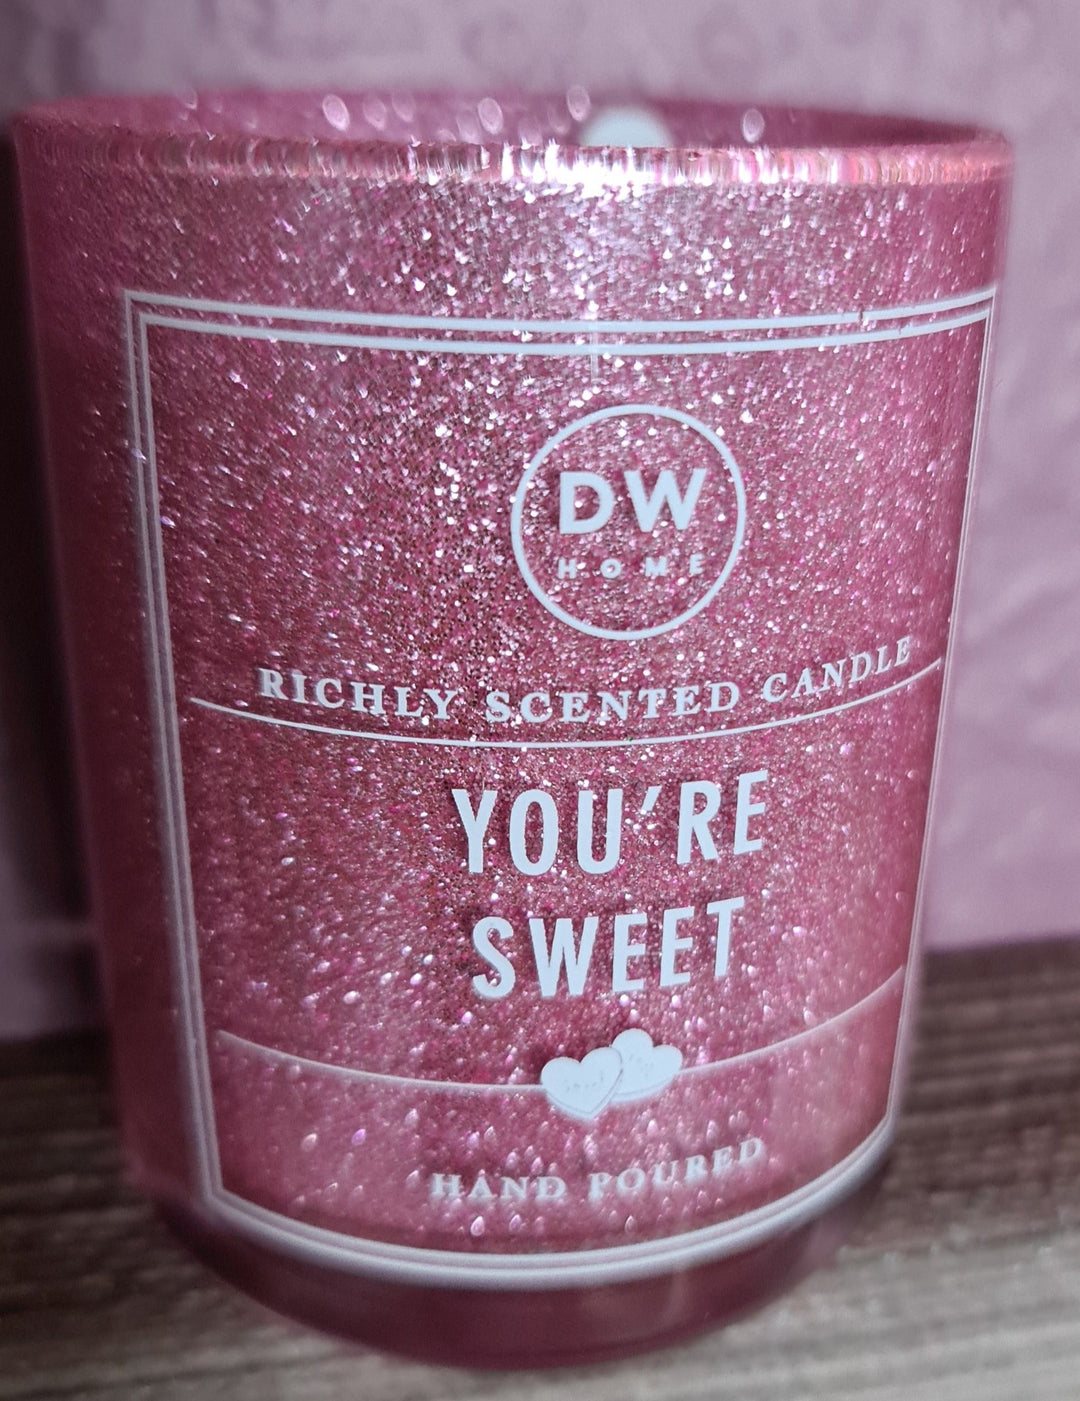 DW
HOME
RICHLY SCENTED CANDLE
YOU'RE
SWEET
HAND POURED